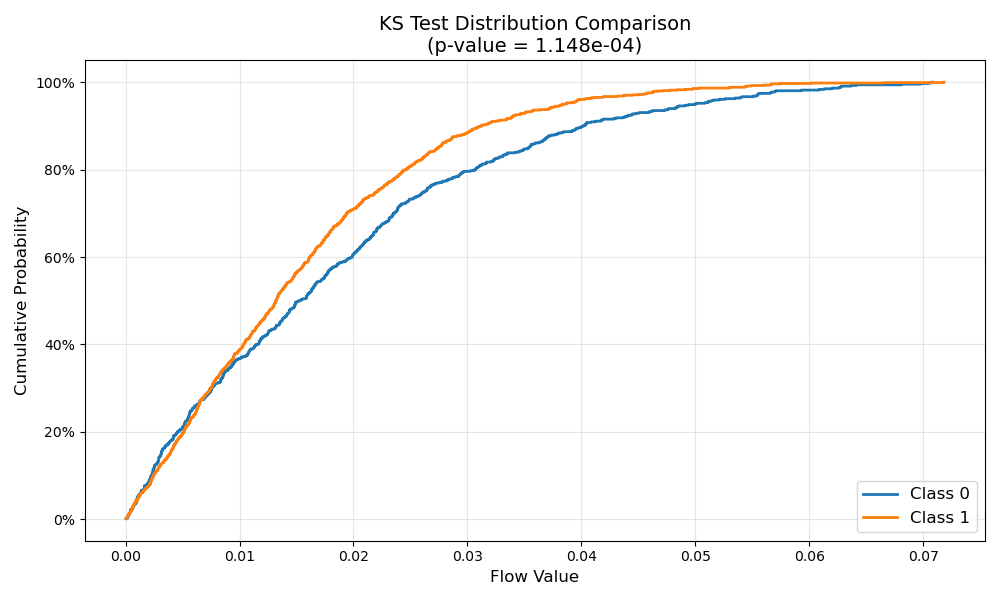 KS Test Distribution Comparison
(p-value = 1.148e-04)
Cumulative Probability
100%
80%
60%
40%
20%
0%
0.00 0.01 0.02 0.03 0.04 0.05 0.06 0.07
Flow Value
Class 0
Class 1